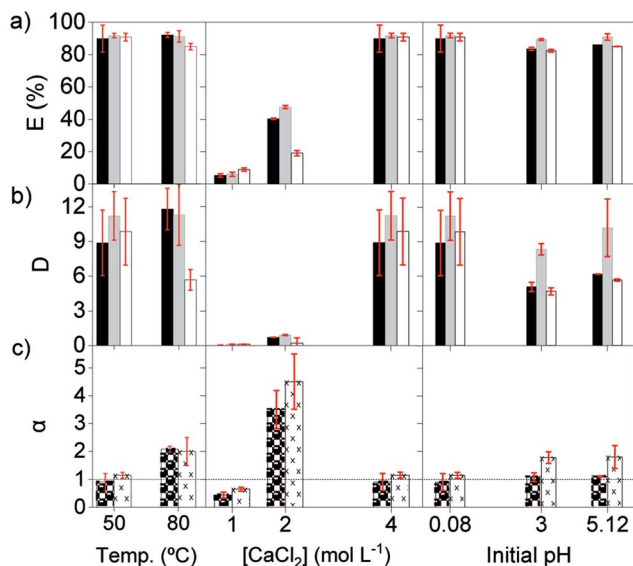 a)
E (%)
100
80
60
40
20
0
b)
D
12
9
6
3
0
c)
α
5
4
3
2
1
0
50 80 1 2 4 0.08 3 5.12
Temp. (ºC) [CaCl₂] (mol L⁻¹) Initial pH